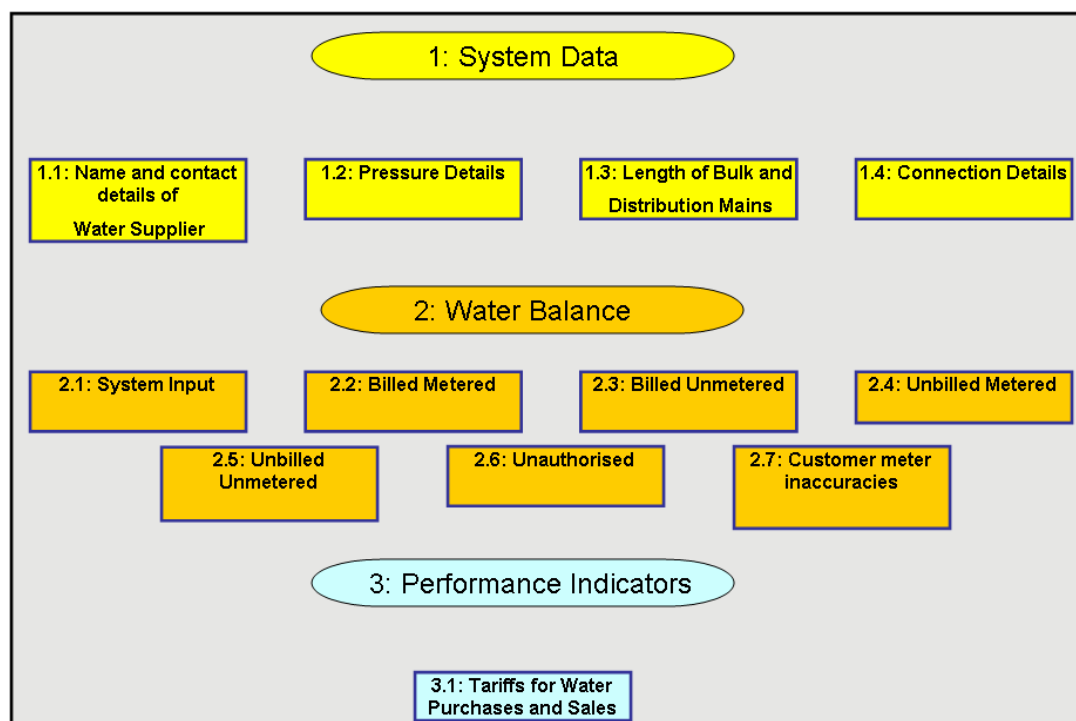 1: System Data
1.1: Name and contact
details of
Water Supplier
1.2: Pressure Details
1.3: Length of Bulk and
Distribution Mains
1.4: Connection Details
2: Water Balance
2.1: System Input
2.2: Billed Metered
2.3: Billed Unmetered
2.4: Unbilled Metered
2.5: Unbilled
Unmetered
2.6: Unauthorised
2.7: Customer meter
inaccuracies
3: Performance Indicators
3.1: Tariffs for Water
Purchases and Sales